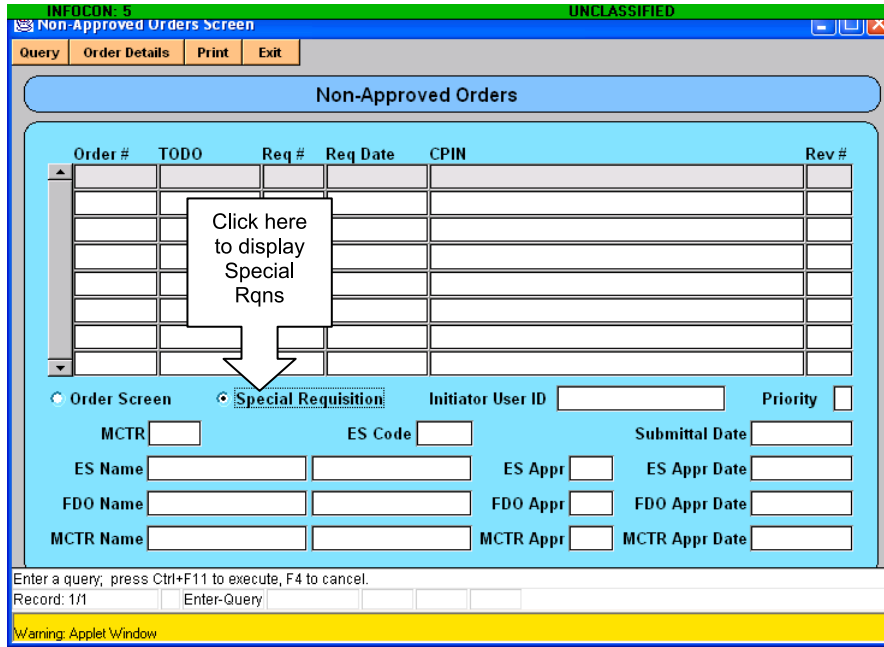 INFOCON: 5 UNCLASSIFIED
Non-Approved Orders Screen
Query Order Details Print Exit
Non-Approved Orders
Order # TODO Req # Req Date CPIN Rev #
Click here
to display
Special
Rqns
Order Screen Special Requisition Initiator User ID Priority
MCTR ES Code Submittal Date
ES Name ES Appr ES Appr Date
FDO Name FDO Appr FDO Appr Date
MCTR Name MCTR Appr MCTR Appr Date
Enter a query; press Ctrl+F11 to execute, F4 to cancel.
Record: 1/1 Enter-Query
Warning: Applet Window